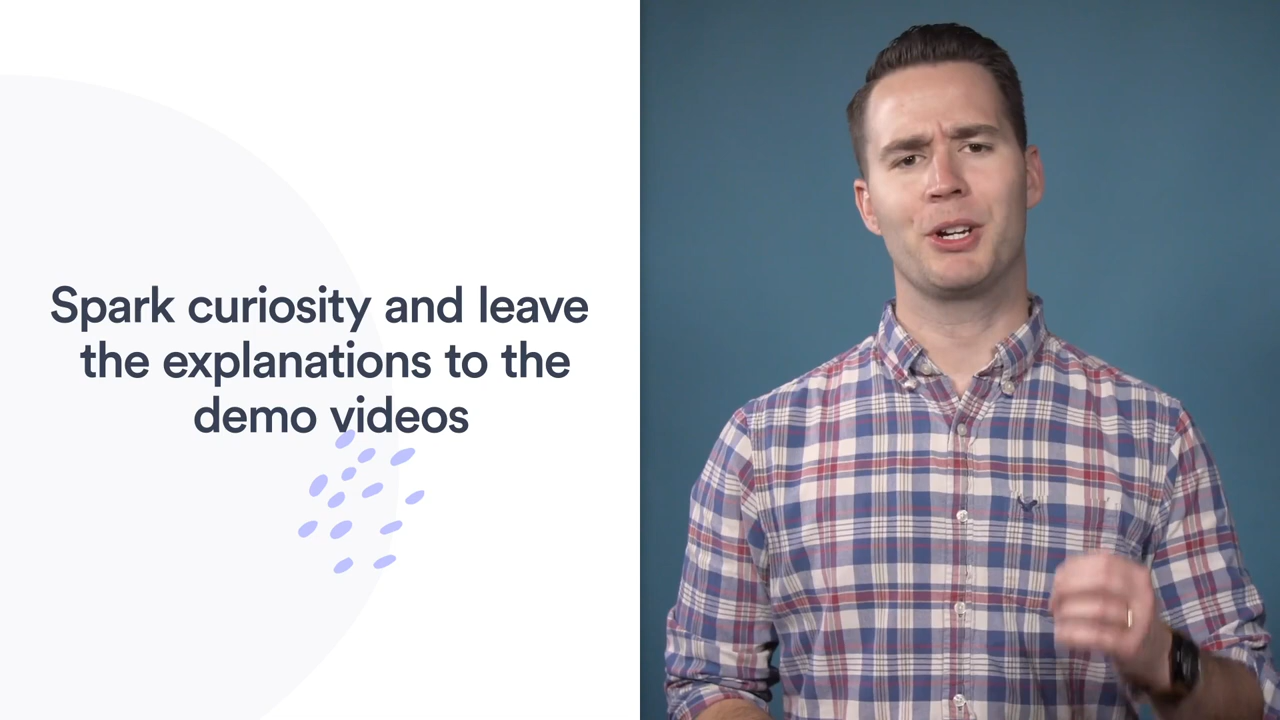 Spark curiosity and leave
the explanations to the
demo videos